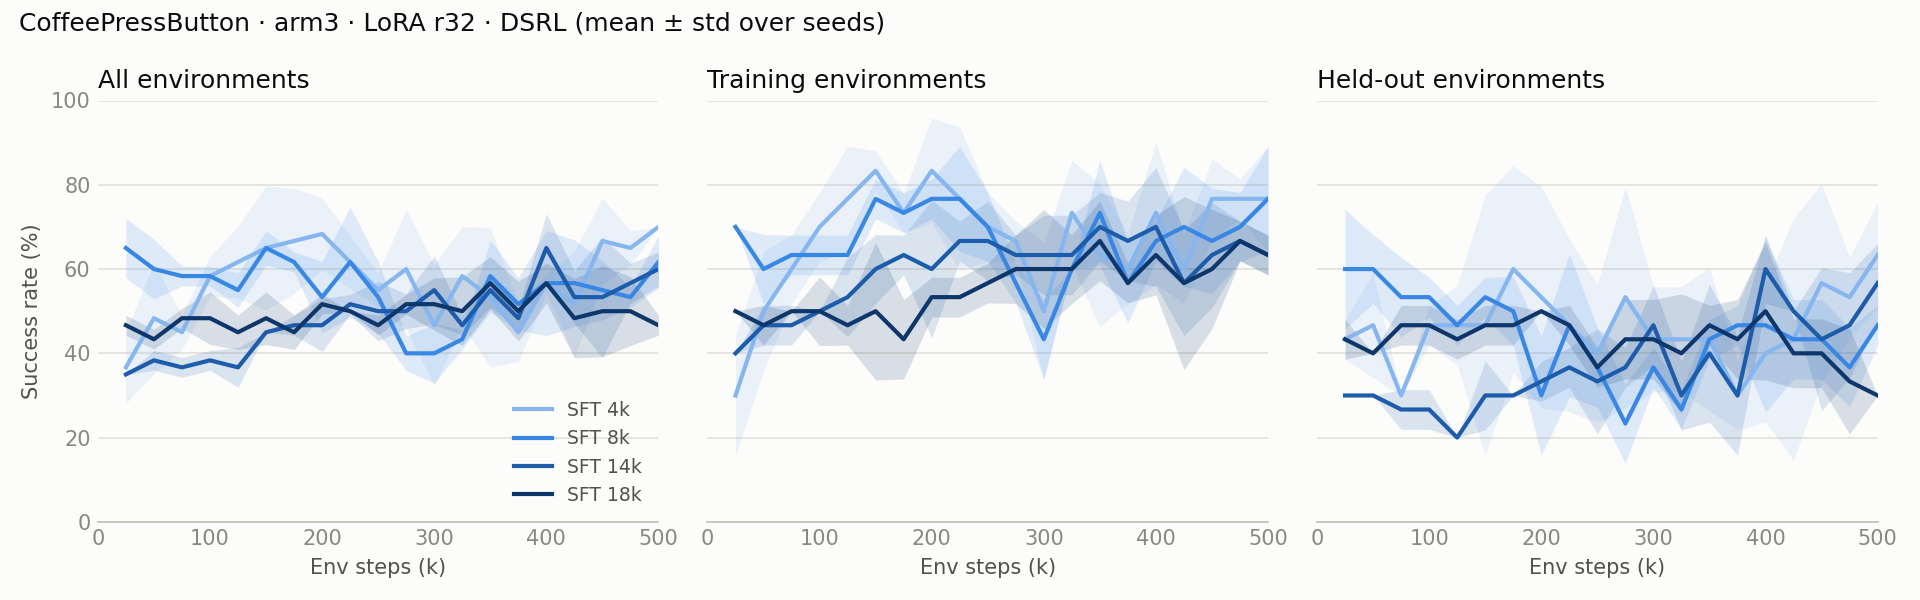 CoffeePressButton · arm3 · LoRA r32 · DSRL (mean ± std over seeds)
All environments
Training environments
Held-out environments
Success rate (%)
100
80
60
40
20
0
SFT 4k
SFT 8k
SFT 14k
SFT 18k
0 100 200 300 400 500
0 100 200 300 400 500
0 100 200 300 400 500
Env steps (k)
Env steps (k)
Env steps (k)